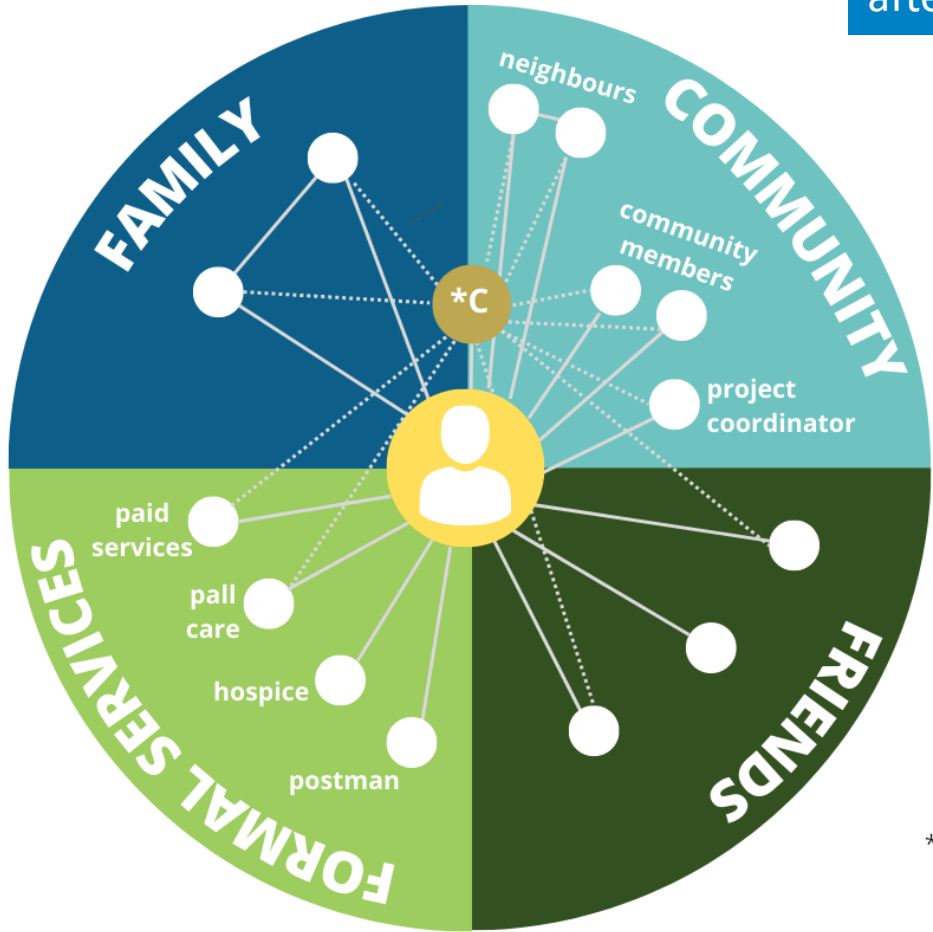 FAMILY
COMMUNITY
neighbours
community
members
*C
project
coordinator
paid
services
pall
care
hospice
postman
FORMAL SERVICES
FRIENDS
*